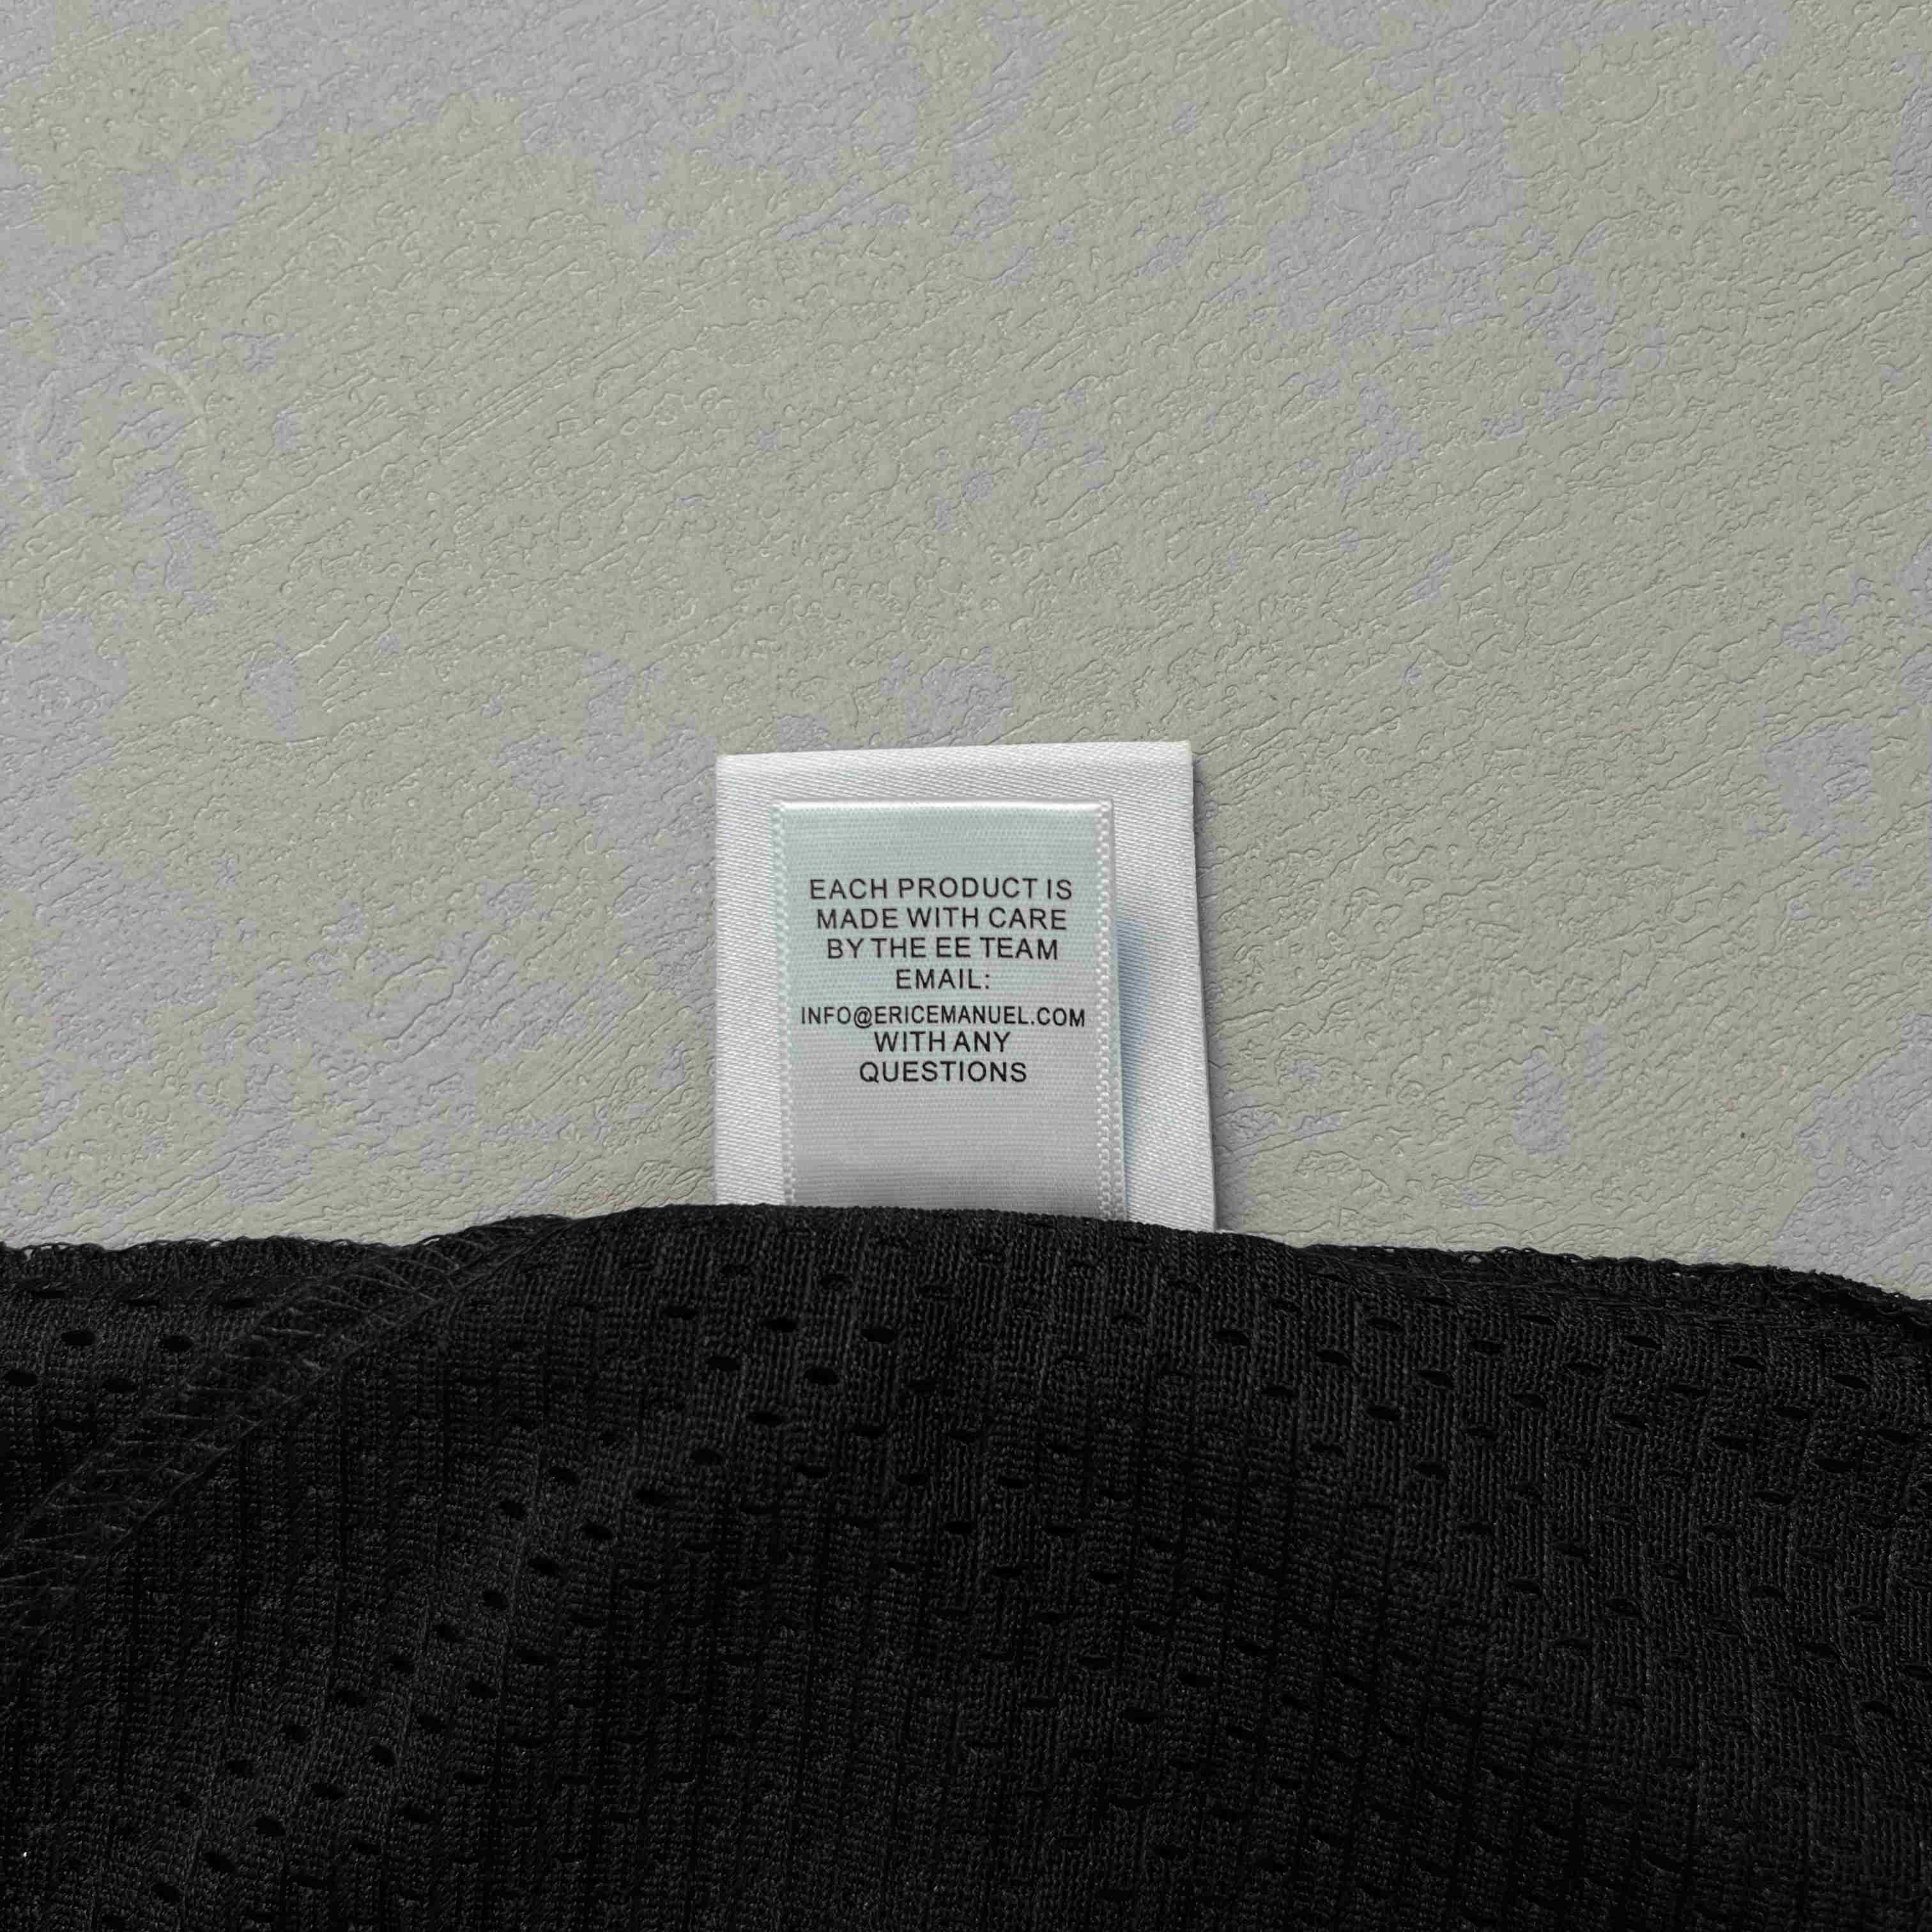 EACH PRODUCT IS
MADE WITH CARE
BY THE EE TEAM
EMAIL:
INFO@ERICEMANUEL.COM
WITH ANY
QUESTIONS